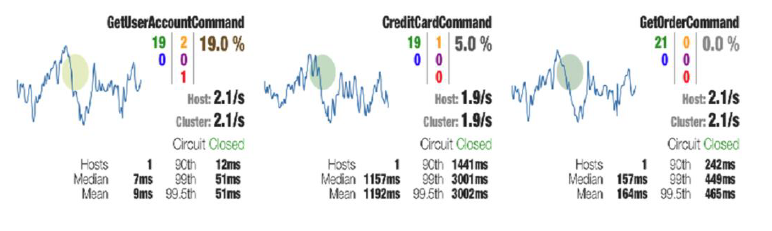 GetUserAccountCommand
19 2 19.0 %
0 0
1
Host: 2.1/s
Cluster: 2.1/s
Circuit Closed
Hosts 1 90th 12ms
Median 7ms 99th 51ms
Mean 9ms 99.5th 51ms
CreditCardCommand
19 1 5.0 %
0 0
0
Host: 1.9/s
Cluster: 1.9/s
Circuit Closed
Hosts 1 90th 1441ms
Median 1157ms 99th 3001ms
Mean 1192ms 99.5th 3002ms
GetOrderCommand
21 0 0.0 %
0 0
0
Host: 2.1/s
Cluster: 2.1/s
Circuit Closed
Hosts 1 90th 242ms
Median 157ms 99th 449ms
Mean 164ms 99.5th 465ms